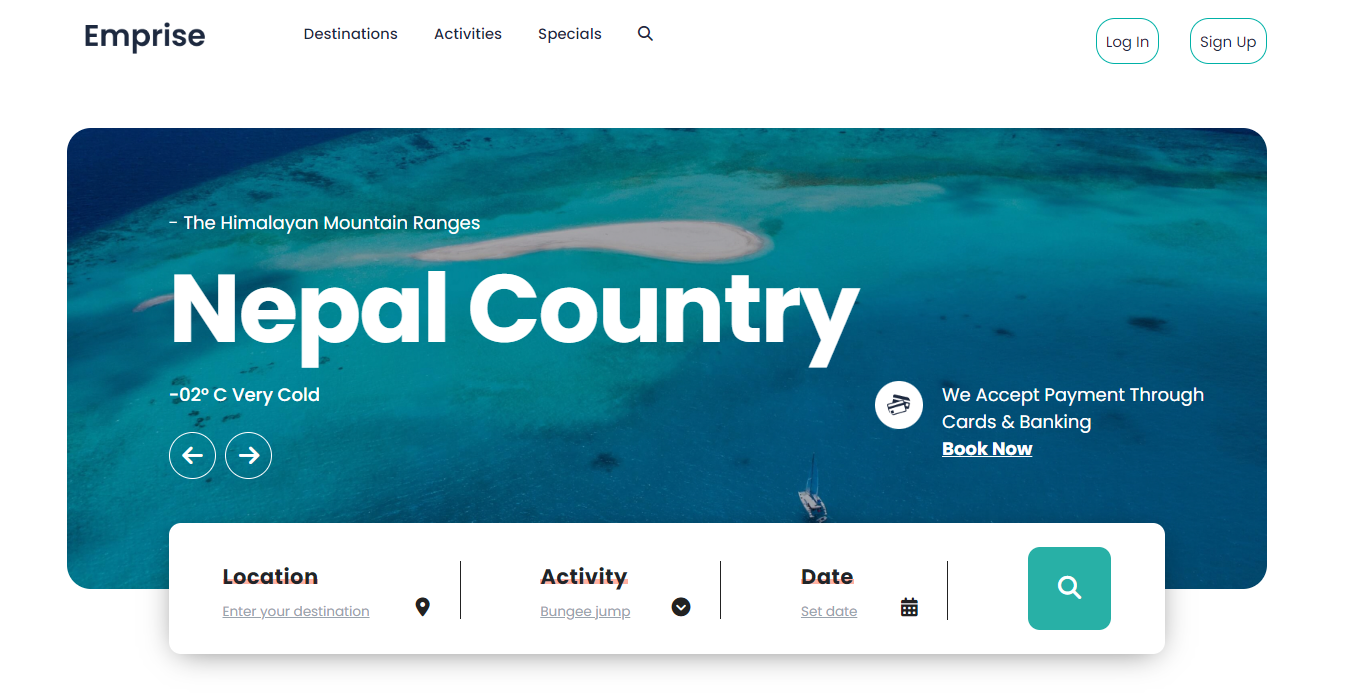 Emprise
Destinations
Activities
Specials
Log In
Sign Up
- The Himalayan Mountain Ranges
Nepal Country
-02° C Very Cold
We Accept Payment Through
Cards & Banking
Book Now
Location
Enter your destination
Activity
Bungee jump
Date
Set date